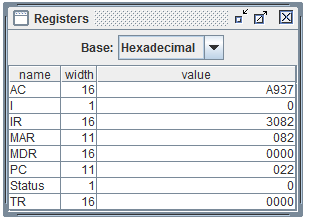 Registers
Base: Hexadecimal
name width value
AC 16 A937
I 1 0
IR 16 3082
MAR 11 082
MDR 16 0000
PC 11 022
Status 1 0
TR 16 0000